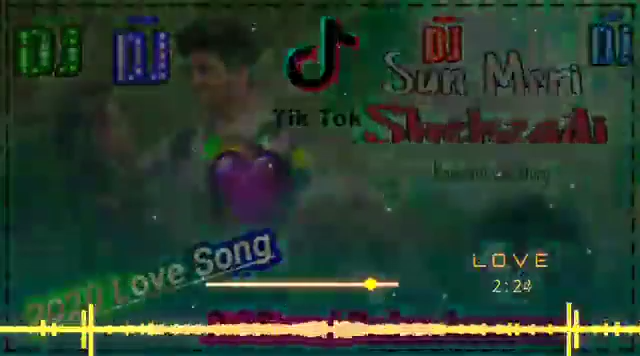 DJ DJ DJ DJ
Sun Meri
Tik Tok Shehzadi
2020 Love Song
LOVE
2:24